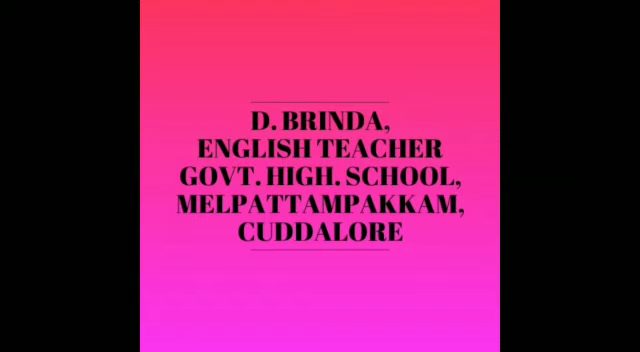 D. BRINDA,
ENGLISH TEACHER
GOVT. HIGH. SCHOOL,
MELPATTAMPAKKAM,
CUDDALORE